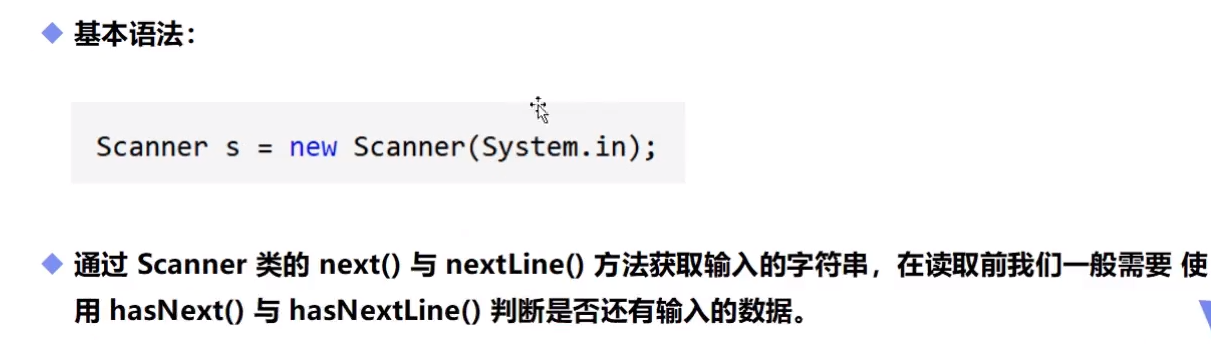 基本语法：
Scanner s = new Scanner(System.in);
通过 Scanner 类的 next() 与 nextLine() 方法获取输入的字符串，在读取前我们一般需要 使
用 hasNext() 与 hasNextLine() 判断是否还有输入的数据。